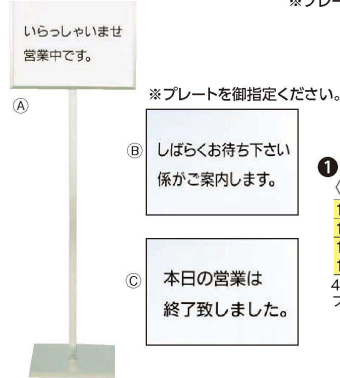 ※プレー
いらっしゃいませ
営業中です。
Ⓐ
※プレートを御指定ください。
Ⓑ
しばらくお待ち下さい
係がご案内します。
❶
Ⓒ
本日の営業は
終了致しました。